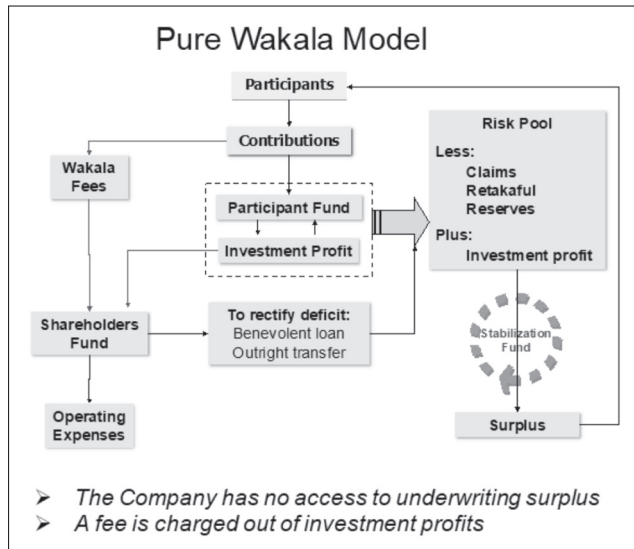 Pure Wakala Model
Participants
Contributions
Wakala
Fees
Participant Fund
Investment Profit
Risk Pool
Less:
Claims
Retakaful
Reserves
Plus:
Investment profit
Shareholders
Fund
To rectify deficit:
Benevolent loan
Outright transfer
Stabilization
Fund
Operating
Expenses
Surplus
➢ The Company has no access to underwriting surplus
➢ A fee is charged out of investment profits